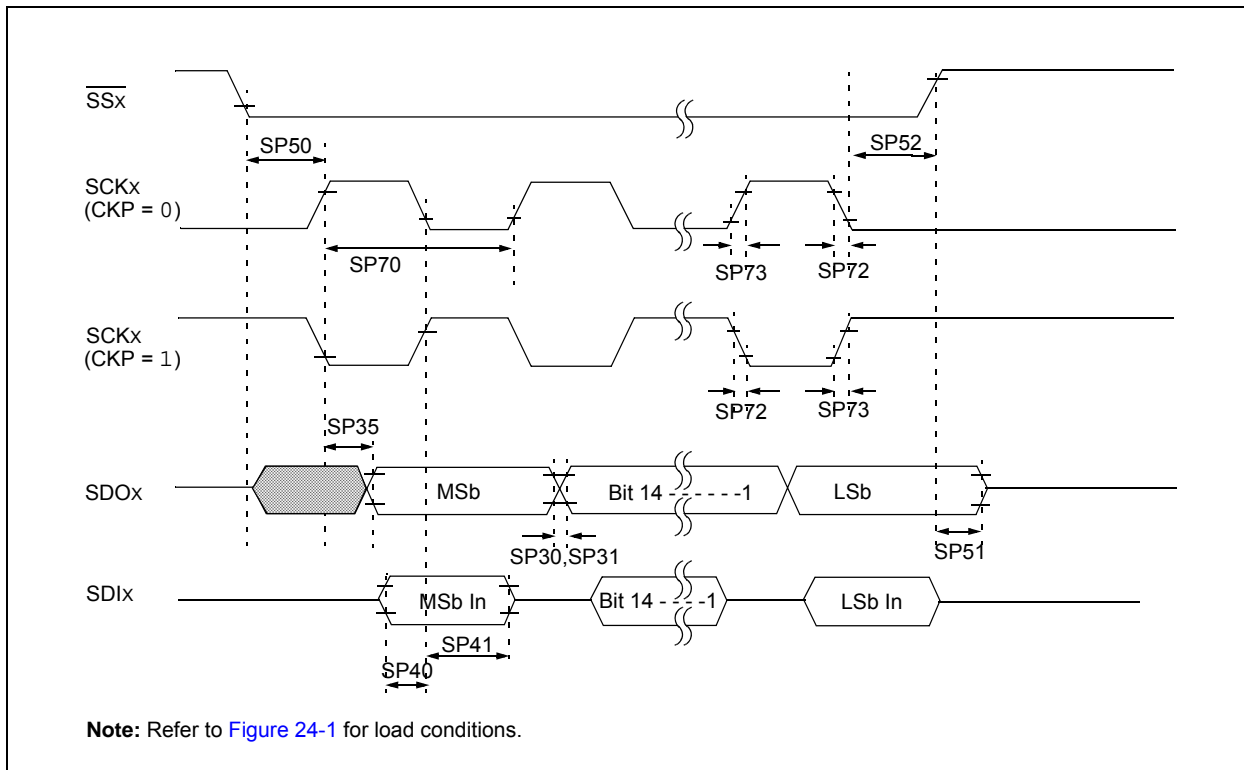 SSx
SP50
SP52
SCKx
(CKP = 0)
SP70
SP73
SP72
SCKx
(CKP = 1)
SP72
SP73
SP35
SDOx
MSb
Bit 14 - - - - - -1
LSb
SP30,SP31
SP51
SDIx
MSb In
Bit 14 - - - -1
LSb In
SP41
SP40
Note: Refer to Figure 24-1 for load conditions.